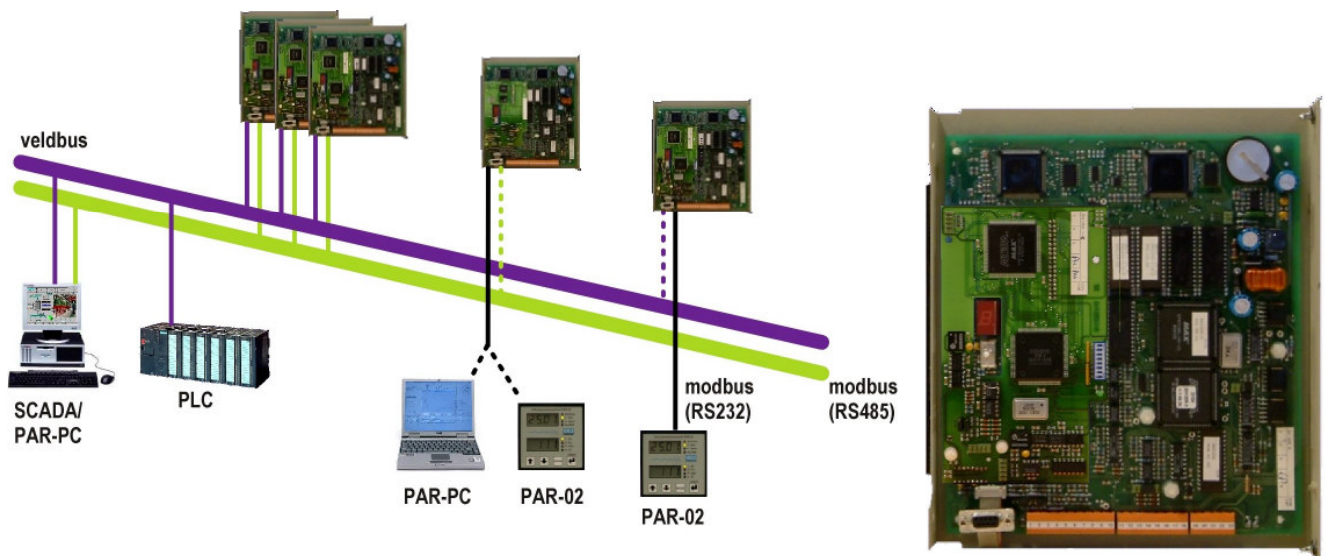 veldbus
SCADA/
PAR-PC
PLC
PAR-PC
PAR-02
PAR-02
modbus
(RS232)
modbus
(RS485)